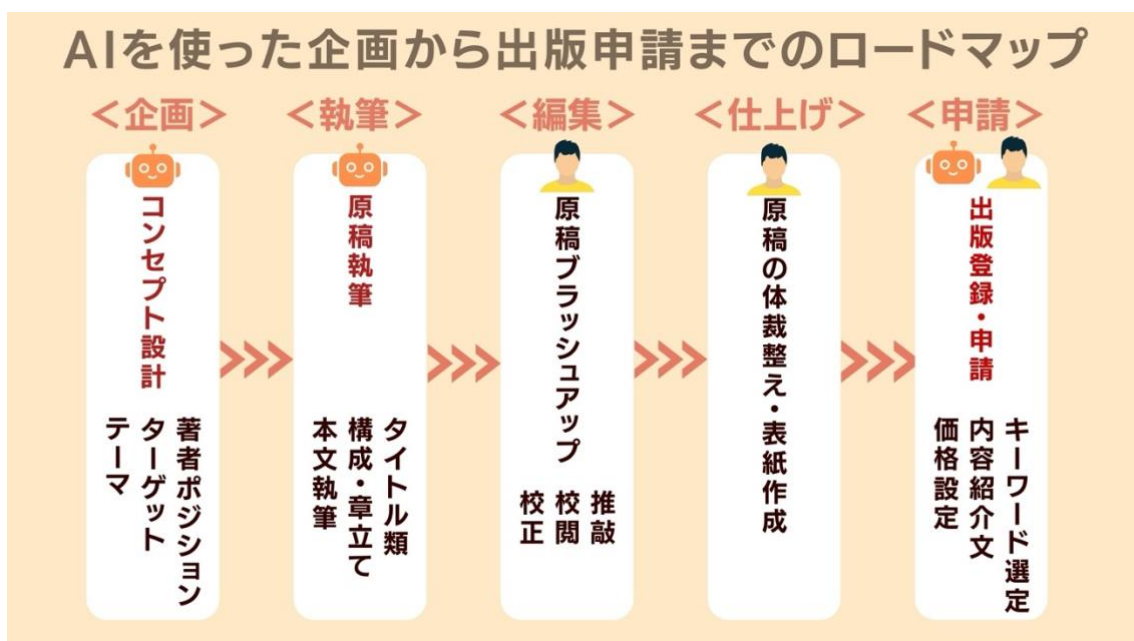 AIを使った企画から出版申請までのロードマップ
<企画>
コンセプト設計
著者ポジション
ターゲット
テーマ
<執筆>
原稿執筆
タイトル類
構成・章立て
本文執筆
<編集>
原稿ブラッシュアップ
推敲
校閲
校正
<仕上げ>
原稿の体裁整え・表紙作成
<申請>
出版登録・申請
キーワード選定
内容紹介文
価格設定